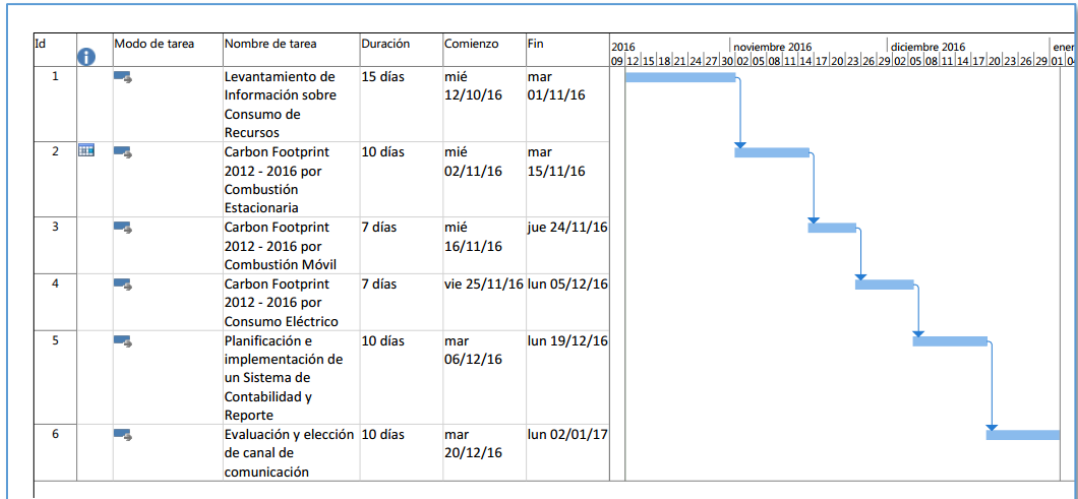 Id Modo de tarea Nombre de tarea Duración Comienzo Fin
2016 noviembre 2016 diciembre 2016 ener
09 12 15 18 21 24 27 30 02 05 08 11 14 17 20 23 26 29 02 05 08 11 14 17 20 23 26 29 01 0
1 Levantamiento de 15 días mié mar
Información sobre 12/10/16 01/11/16
Consumo de
Recursos
2 Carbon Footprint 10 días mié mar
2012 - 2016 por 02/11/16 15/11/16
Combustión
Estacionaria
3 Carbon Footprint 7 días mié jue 24/11/16
2012 - 2016 por 16/11/16
Combustión Móvil
4 Carbon Footprint 7 días vie 25/11/16 lun 05/12/16
2012 - 2016 por
Consumo Eléctrico
5 Planificación e 10 días mar lun 19/12/16
implementación de 06/12/16
un Sistema de
Contabilidad y
Reporte
6 Evaluación y elección 10 días mar lun 02/01/17
de canal de 20/12/16
comunicación